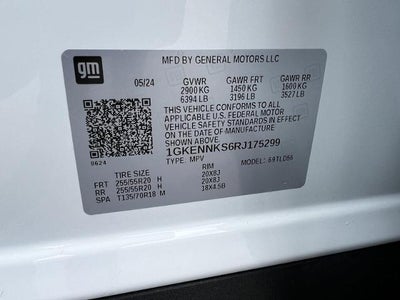 gm
MFD BY GENERAL MOTORS LLC
05/24 GVWR GAWR FRT GAWR RR
2900 KG 1450 KG 1600 KG
6394 LB 3196 LB 3527 LB
THIS VEHICLE CONFORMS TO ALL
APPLICABLE U.S. FEDERAL MOTOR
VEHICLE SAFETY STANDARDS IN EFFECT
ON THE DATE OF MANUFACTURE
SHOWN ABOVE.
1GKENNKS6RJ175299
0624 TYPE: MPV MODEL: S9TLD56
TIRE SIZE RIM
FRT 255/55R20 H 20X8J
RR 255/55R20 H 20X8J
SPA T135/70R18 M 18X4.5B